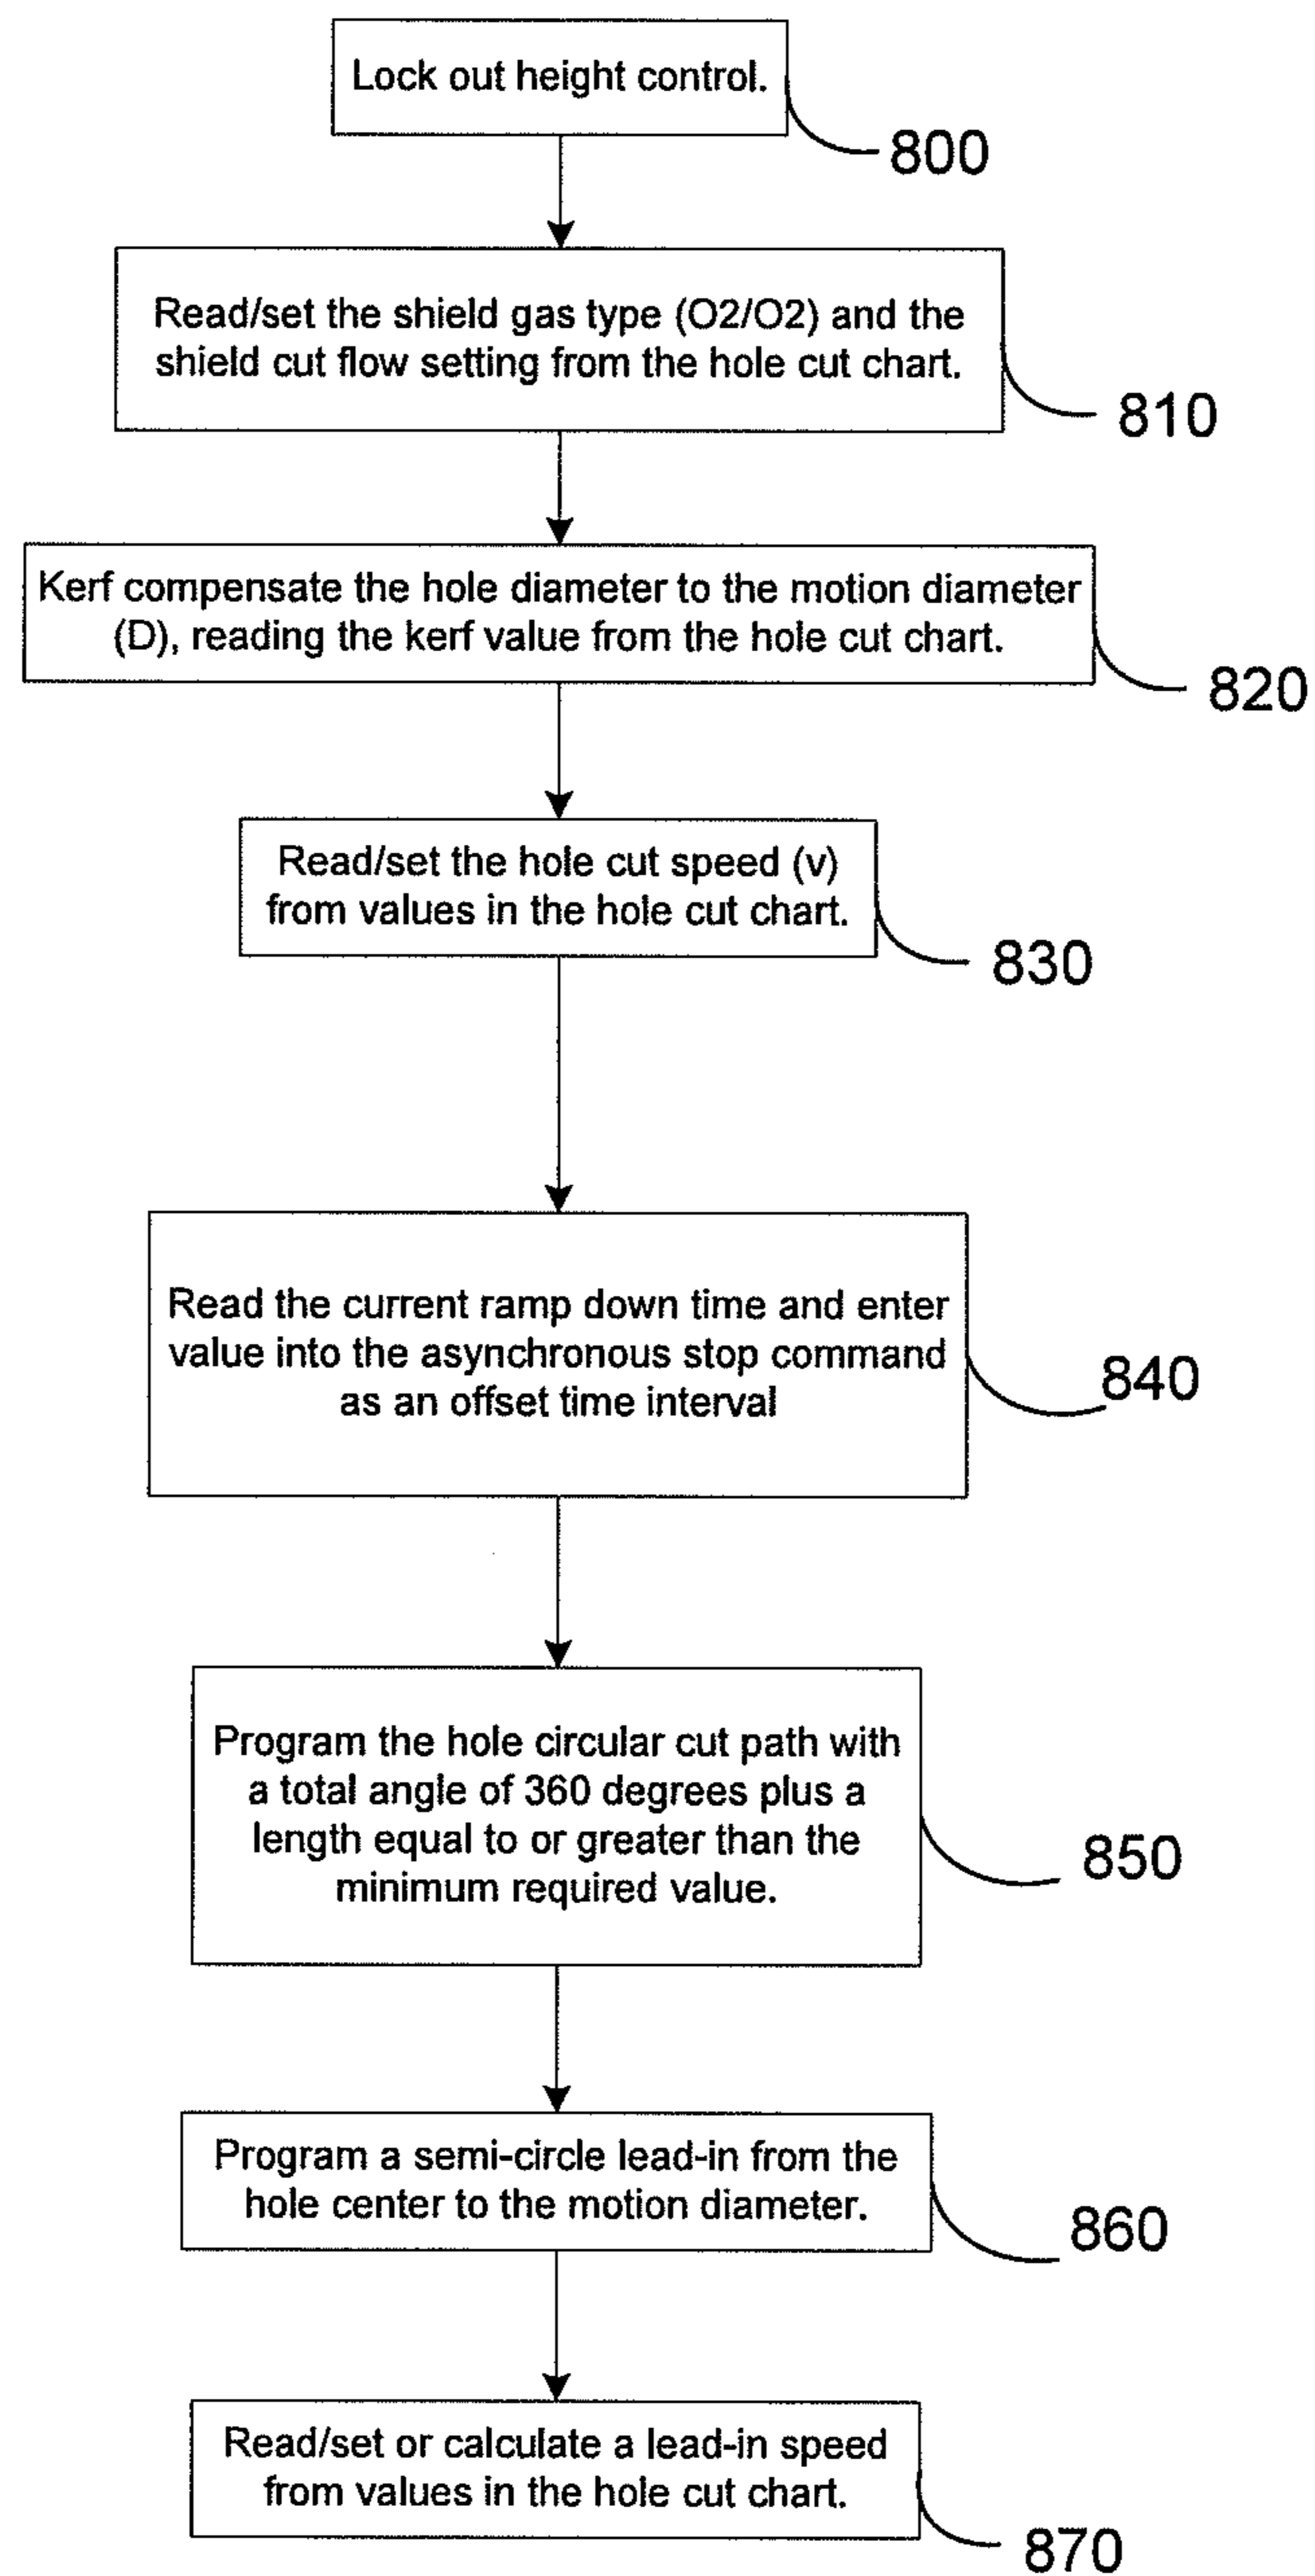 Lock out height control.
800
Read/set the shield gas type (O2/O2) and the
shield cut flow setting from the hole cut chart.
810
Kerf compensate the hole diameter to the motion diameter
(D), reading the kerf value from the hole cut chart.
820
Read/set the hole cut speed (v)
from values in the hole cut chart.
830
Read the current ramp down time and enter
value into the asynchronous stop command
as an offset time interval
840
Program the hole circular cut path with
a total angle of 360 degrees plus a
length equal to or greater than the
minimum required value.
850
Program a semi-circle lead-in from the
hole center to the motion diameter.
860
Read/set or calculate a lead-in speed
from values in the hole cut chart.
870